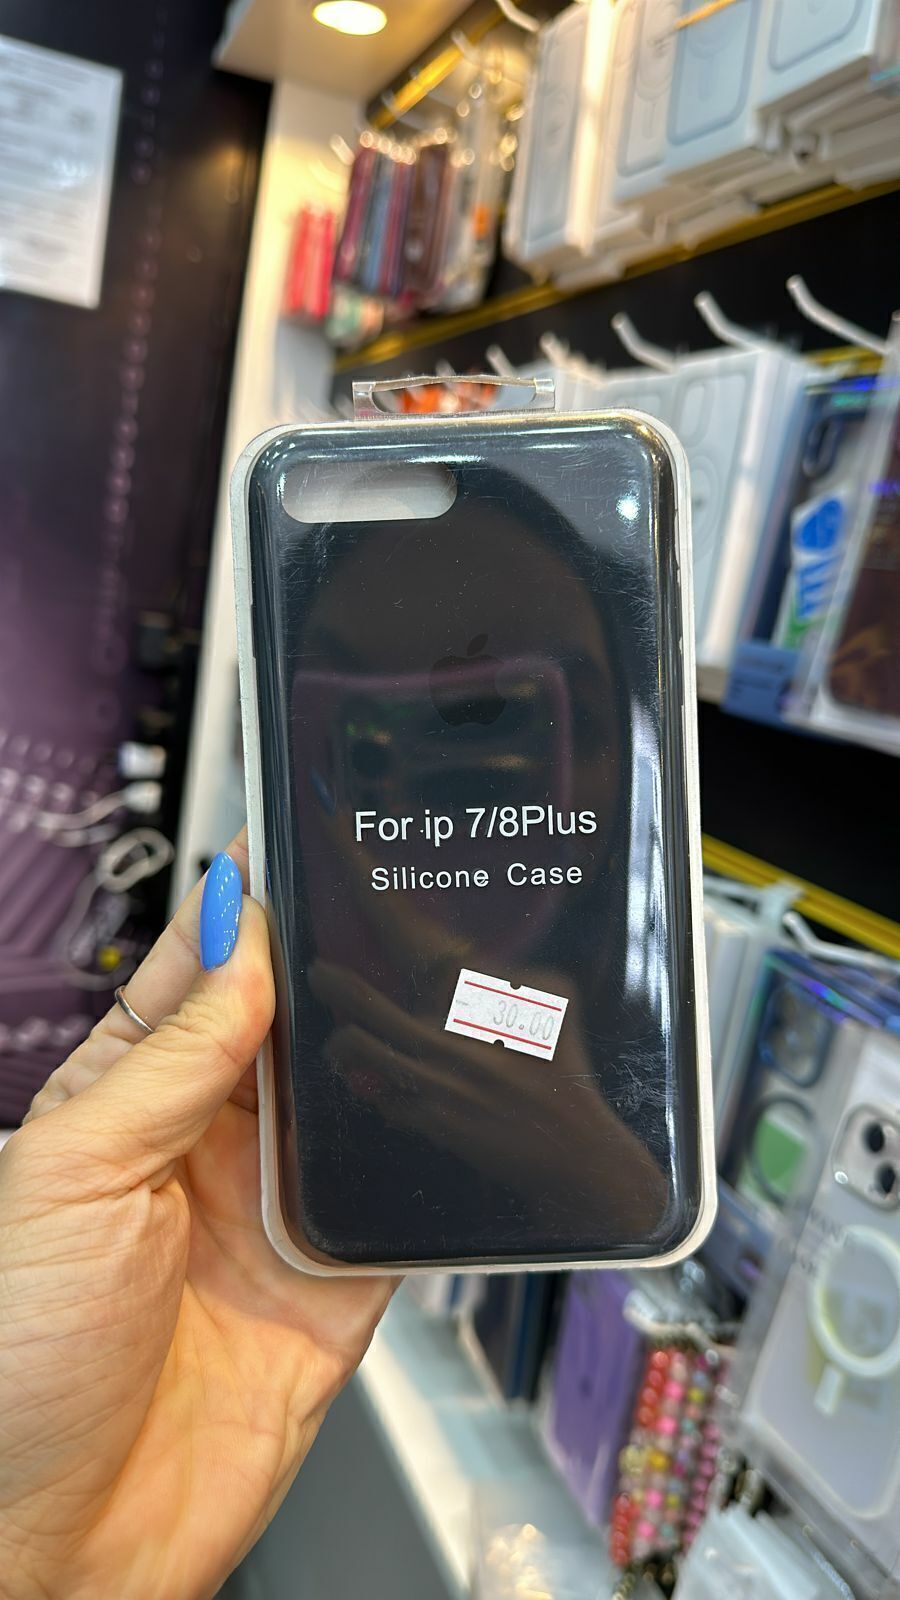 For ip 7/8Plus
Silicone Case
- 30.00